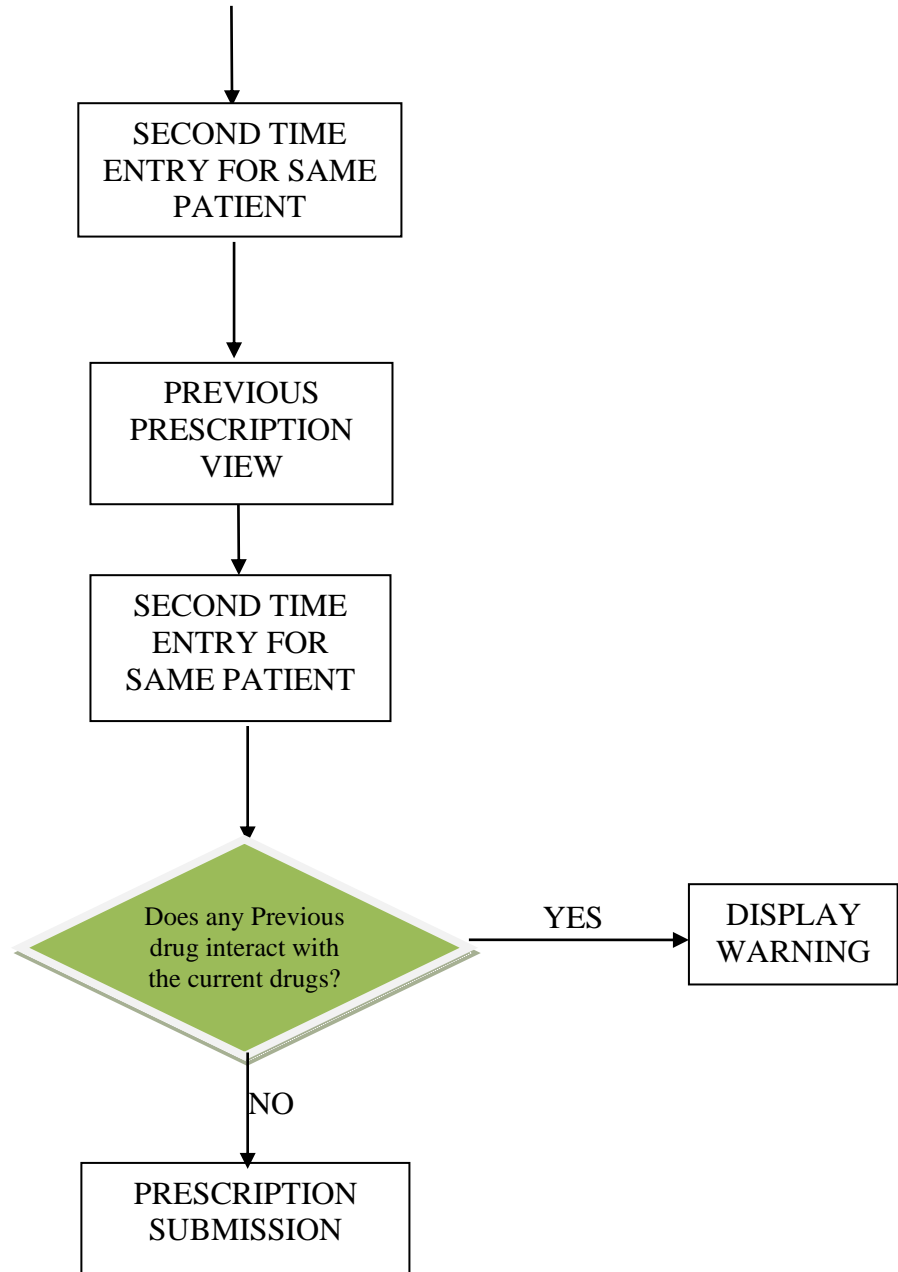 SECOND TIME
ENTRY FOR SAME
PATIENT
PREVIOUS
PRESCRIPTION
VIEW
SECOND TIME
ENTRY FOR
SAME PATIENT
Does any Previous
drug interact with
the current drugs?
YES
DISPLAY
WARNING
NO
PRESCRIPTION
SUBMISSION